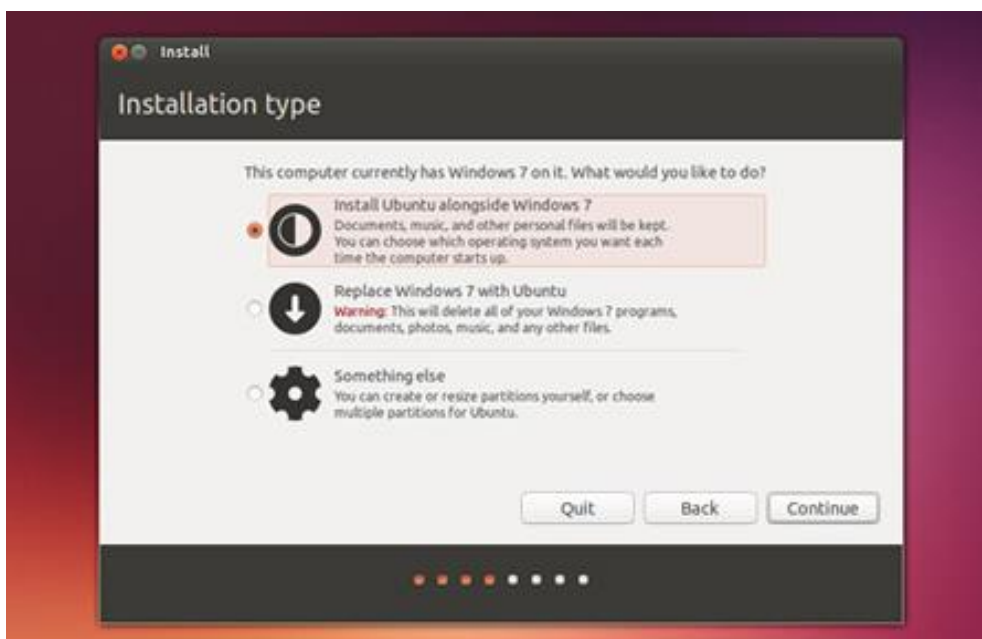 Install
Installation type
This computer currently has Windows 7 on it. What would you like to do?
Install Ubuntu alongside Windows 7
Documents, music, and other personal files will be kept.
You can choose which operating system you want each
time the computer starts up.
Replace Windows 7 with Ubuntu
Warning: This will delete all of your Windows 7 programs,
documents, photos, music, and any other files.
Something else
You can create or resize partitions yourself, or choose
multiple partitions for Ubuntu.
Quit Back Continue